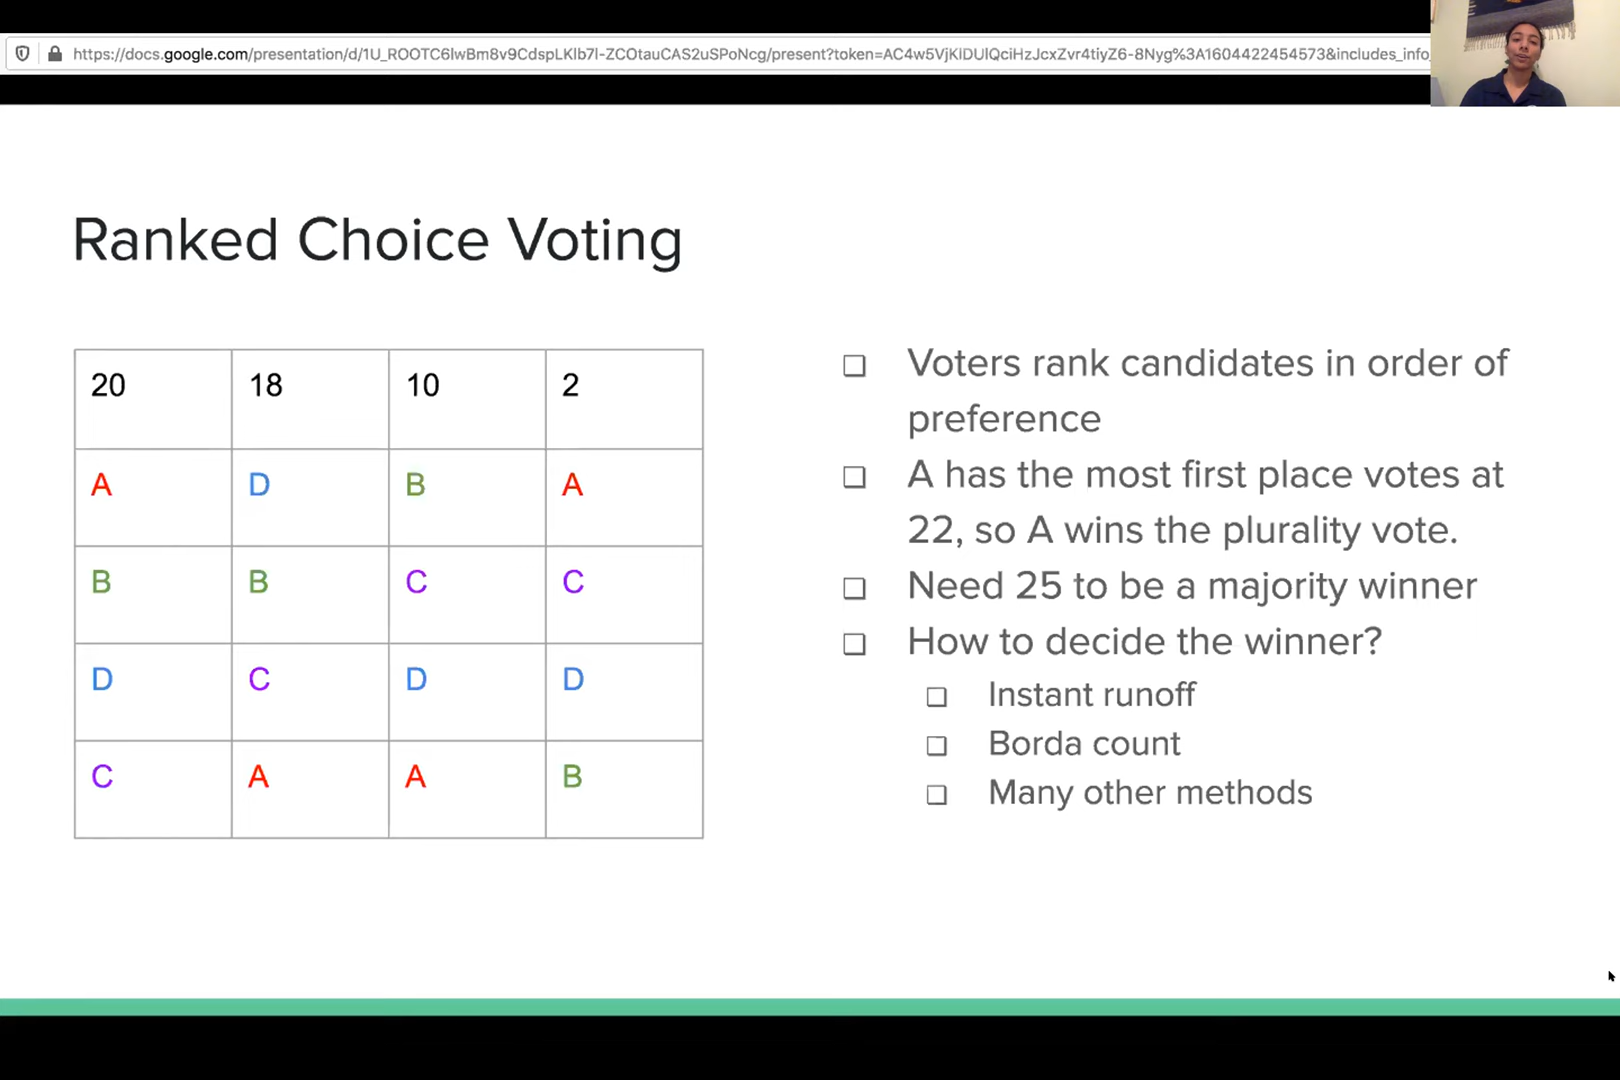 https://docs.google.com/presentation/d/1U_ROOTC6lwBm8v9CdspLKlb7l-ZCOtauCAS2uSPoNcg/present?token=AC4w5VjKiDUlQciHzJcxZvr4tiyZ6-8Nyg%3A1604422454573&includes_info_
Ranked Choice Voting
20 18 10 2
A D B A
B B C C
D C D D
C A A B
Voters rank candidates in order of
preference
A has the most first place votes at
22, so A wins the plurality vote.
Need 25 to be a majority winner
How to decide the winner?
Instant runoff
Borda count
Many other methods